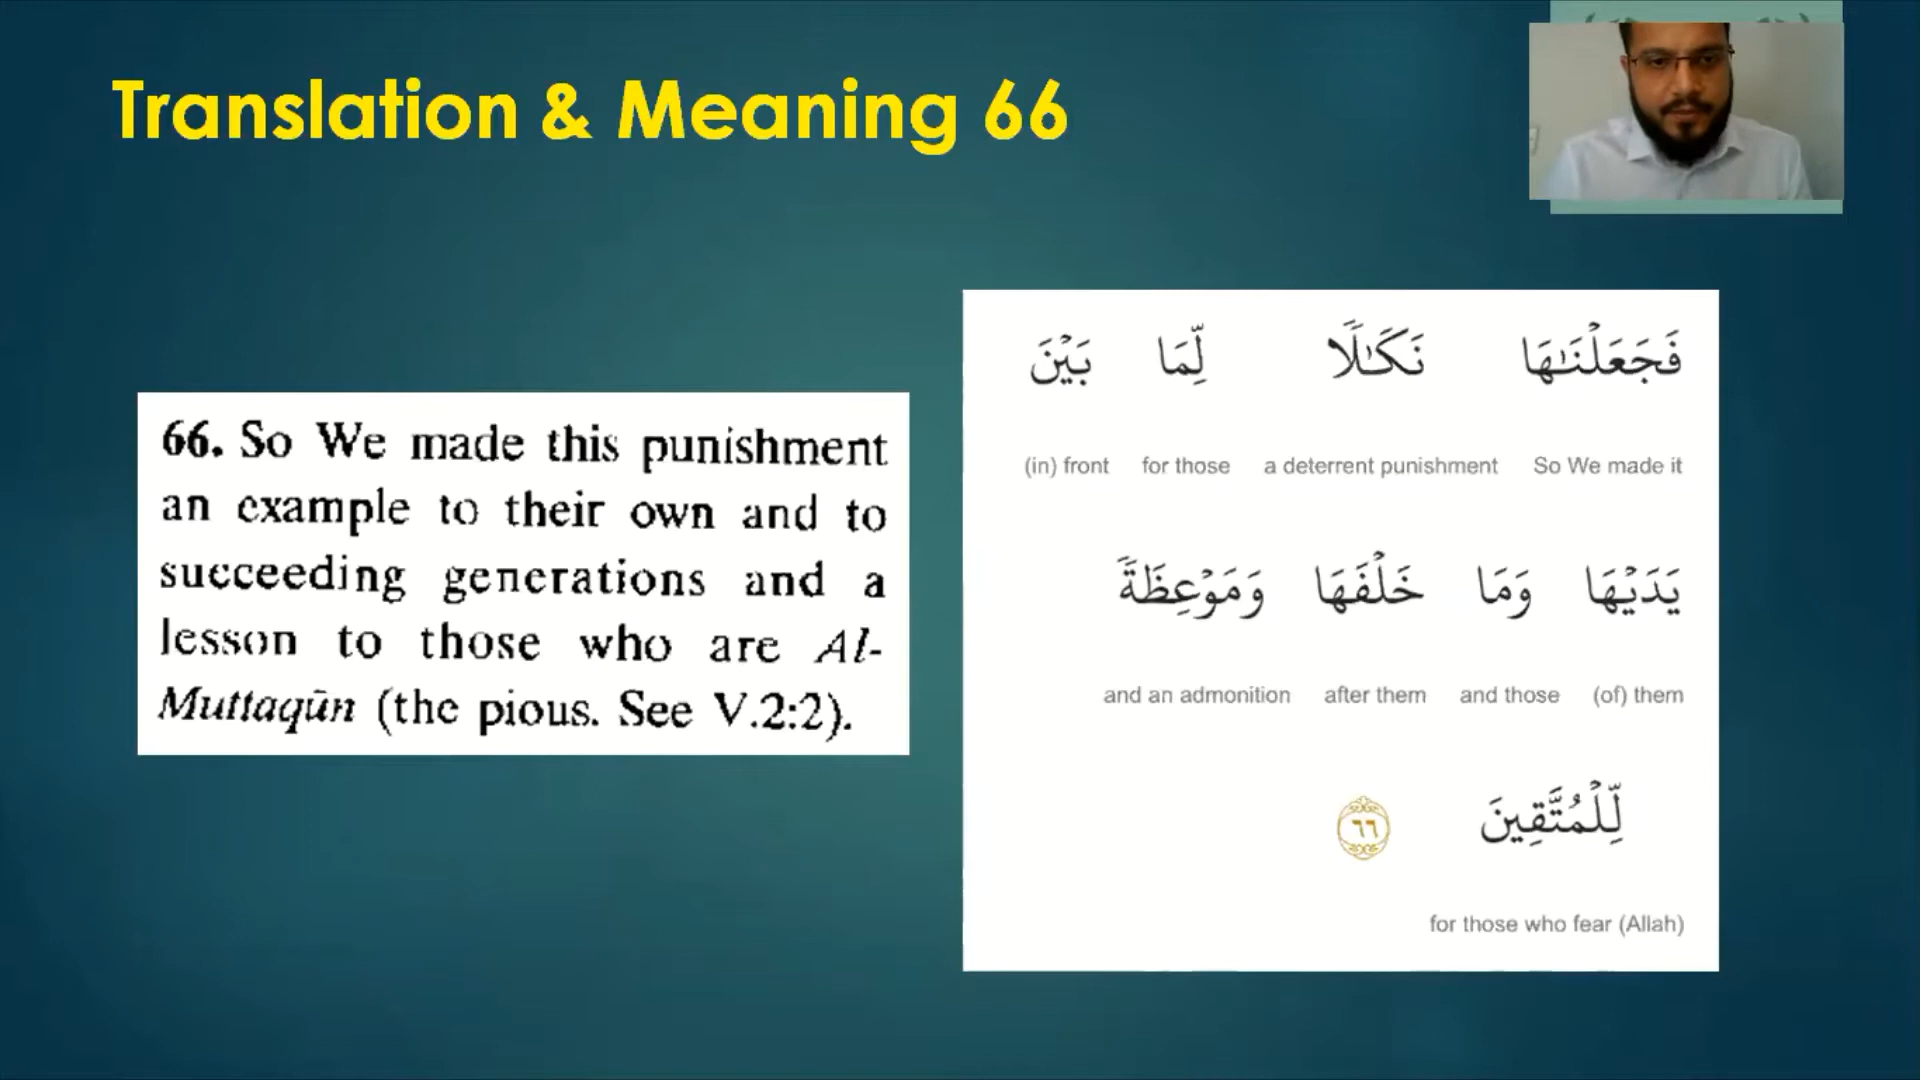 Translation & Meaning 66
66. So We made this punishment
an example to their own and to
succeeding generations and a
lesson to those who are Al-
Muttaqūn (the pious. See V.2:2).
فَجَعَلْنَـٰهَا نَكَـٰلًا لِّمَا بَيْنَ
(in) front for those a deterrent punishment So We made it
يَدَيْهَا وَمَا خَلْفَهَا وَمَوْعِظَةً
and an admonition after them and those (of) them
لِّلْمُتَّقِينَ ٦٦
for those who fear (Allah)